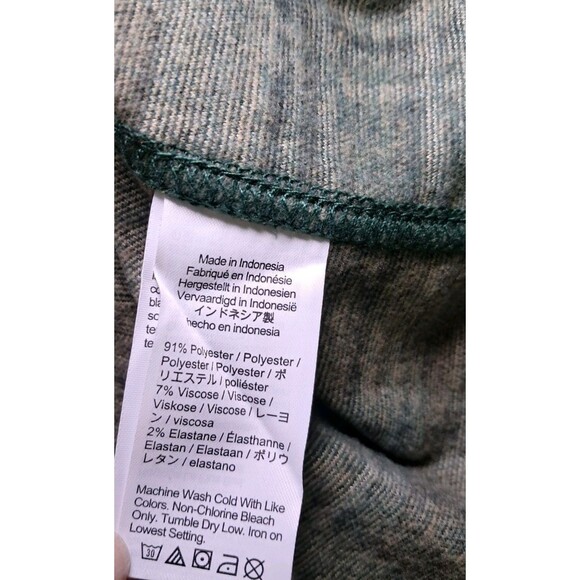 Made in Indonesia
Fabriqué en Indonésie
Hergestellt in Indonesien
Vervaardigd in Indonesië
インドネシア製
hecho en indonesia
91% Polyester / Polyester /
Polyester / Polyester / ポ
リエステル / poliéster
7% Viscose / Viscose /
Viskose / Viscose / レーヨ
ン / viscosa
2% Elastane / Élasthanne /
Elastan / Elastaan / ポリウ
レタン / elastano
Machine Wash Cold With Like
Colors. Non-Chlorine Bleach
Only. Tumble Dry Low. Iron on
Lowest Setting.
30